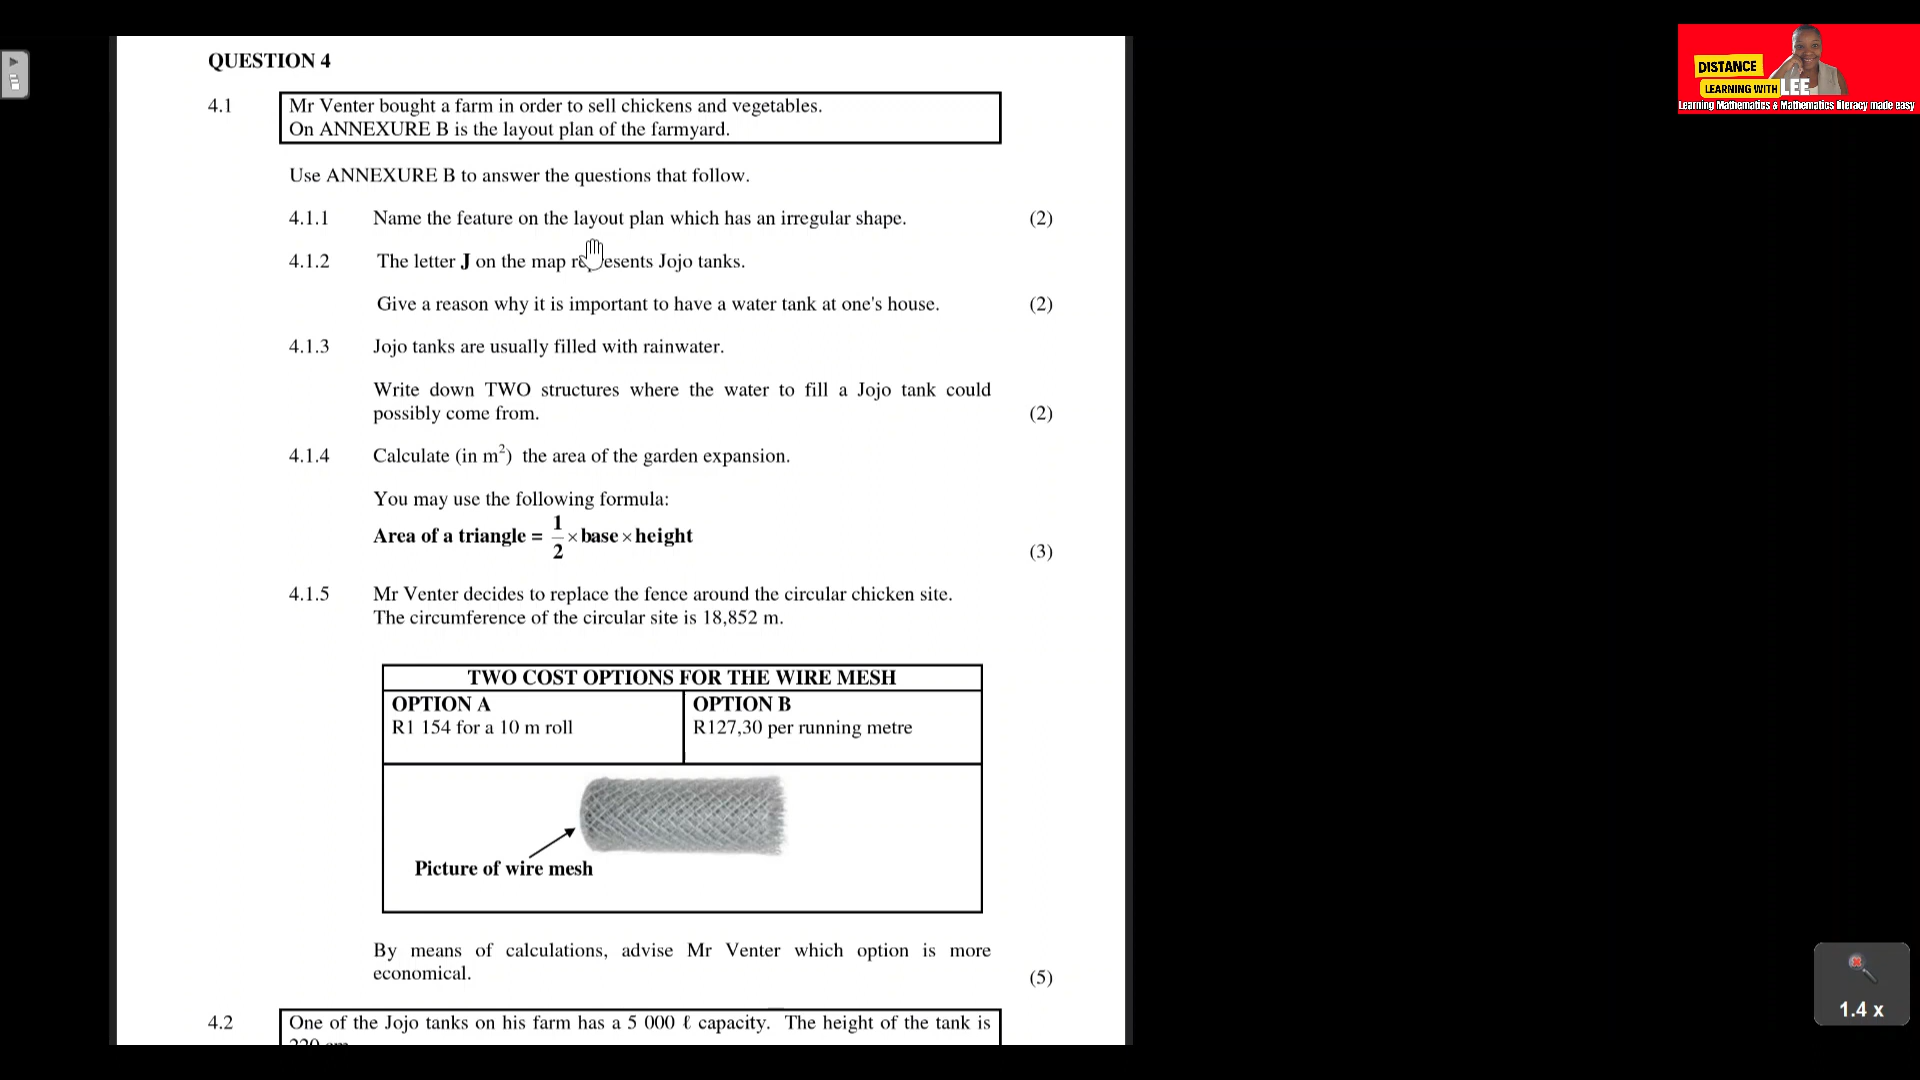 DISTANCE
LEARNING WITH LEE
Learning Mathematics & Mathematics literacy made easy
QUESTION 4
4.1 Mr Venter bought a farm in order to sell chickens and vegetables.
On ANNEXURE B is the layout plan of the farmyard.
Use ANNEXURE B to answer the questions that follow.
4.1.1 Name the feature on the layout plan which has an irregular shape. (2)
4.1.2 The letter J on the map represents Jojo tanks.
Give a reason why it is important to have a water tank at one's house. (2)
4.1.3 Jojo tanks are usually filled with rainwater.
Write down TWO structures where the water to fill a Jojo tank could
possibly come from. (2)
4.1.4 Calculate (in m²) the area of the garden expansion.
You may use the following formula:
Area of a triangle = 1/2 × base × height
(3)
4.1.5 Mr Venter decides to replace the fence around the circular chicken site.
The circumference of the circular site is 18,852 m.
TWO COST OPTIONS FOR THE WIRE MESH
OPTION A OPTION B
R1 154 for a 10 m roll R127,30 per running metre
Picture of wire mesh
By means of calculations, advise Mr Venter which option is more
economical. (5)
4.2 One of the Jojo tanks on his farm has a 5 000 ℓ capacity. The height of the tank is
1.4 x